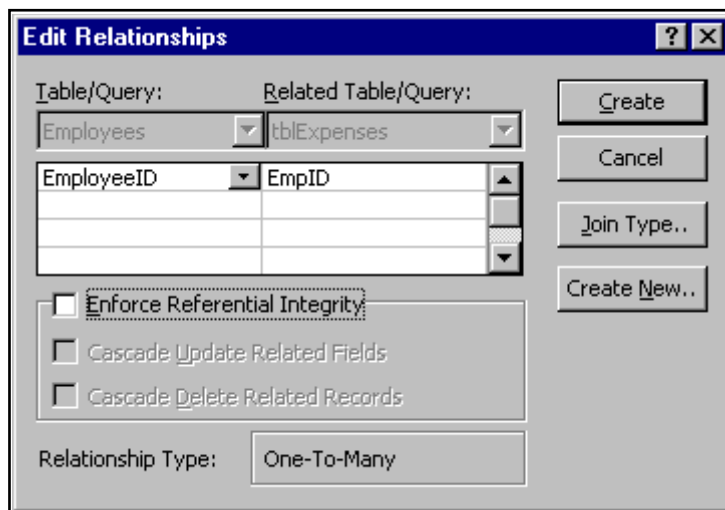 Edit Relationships
Table/Query: Related Table/Query:
Employees tblExpenses
EmployeeID EmpID
Enforce Referential Integrity
Cascade Update Related Fields
Cascade Delete Related Records
Relationship Type: One-To-Many
Create
Cancel
Join Type..
Create New..